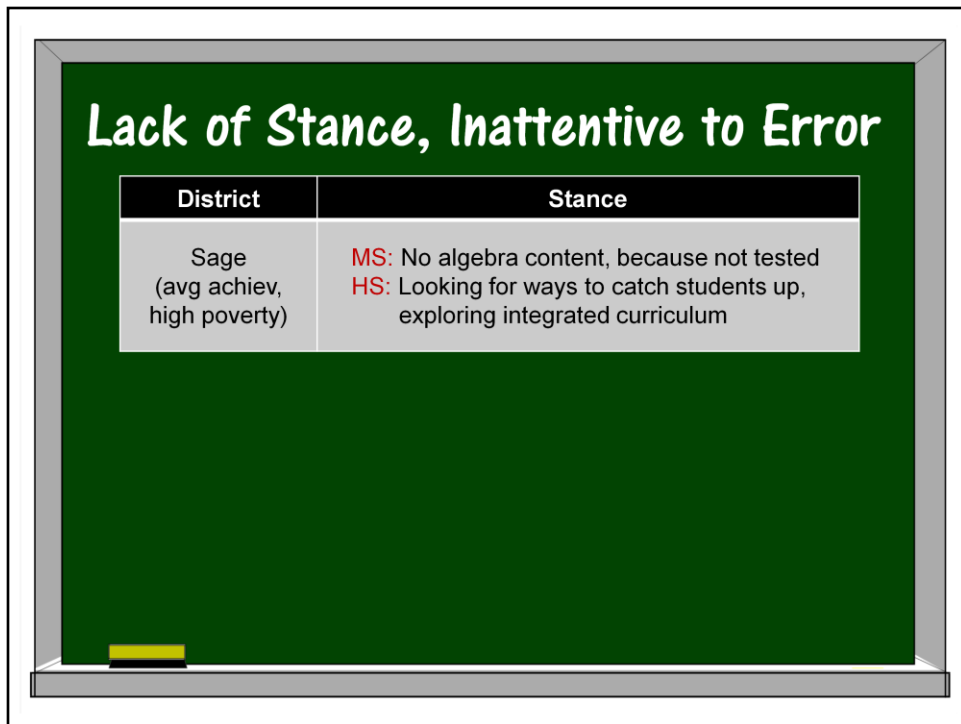 Lack of Stance, Inattentive to Error
District
Stance
Sage
(avg achiev,
high poverty)
MS: No algebra content, because not tested
HS: Looking for ways to catch students up,
exploring integrated curriculum